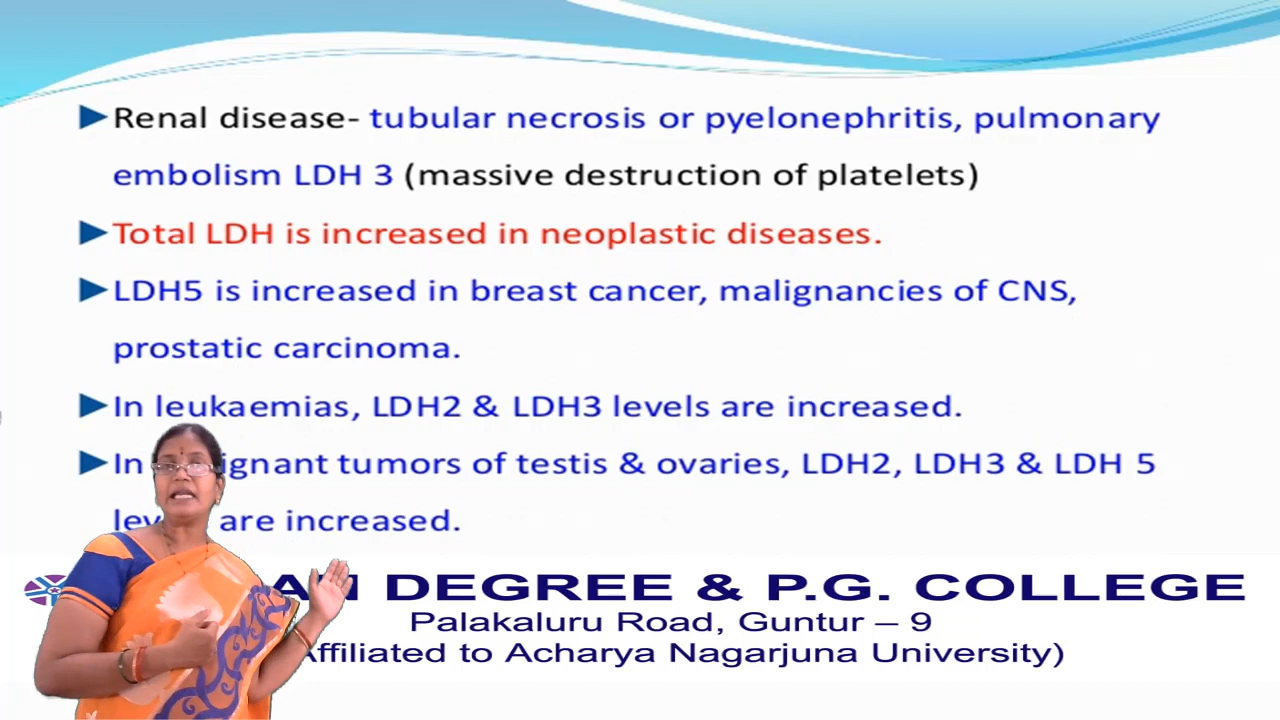 Renal disease- tubular necrosis or pyelonephritis, pulmonary
embolism LDH 3 (massive destruction of platelets)
Total LDH is increased in neoplastic diseases.
LDH5 is increased in breast cancer, malignancies of CNS,
prostatic carcinoma.
In leukaemias, LDH2 & LDH3 levels are increased.
In tumors of testis & ovaries, LDH2, LDH3 & LDH 5
are increased.
DEGREE & P.G. COLLEGE
Palakaluru Road, Guntur – 9
Affiliated to Acharya Nagarjuna University)